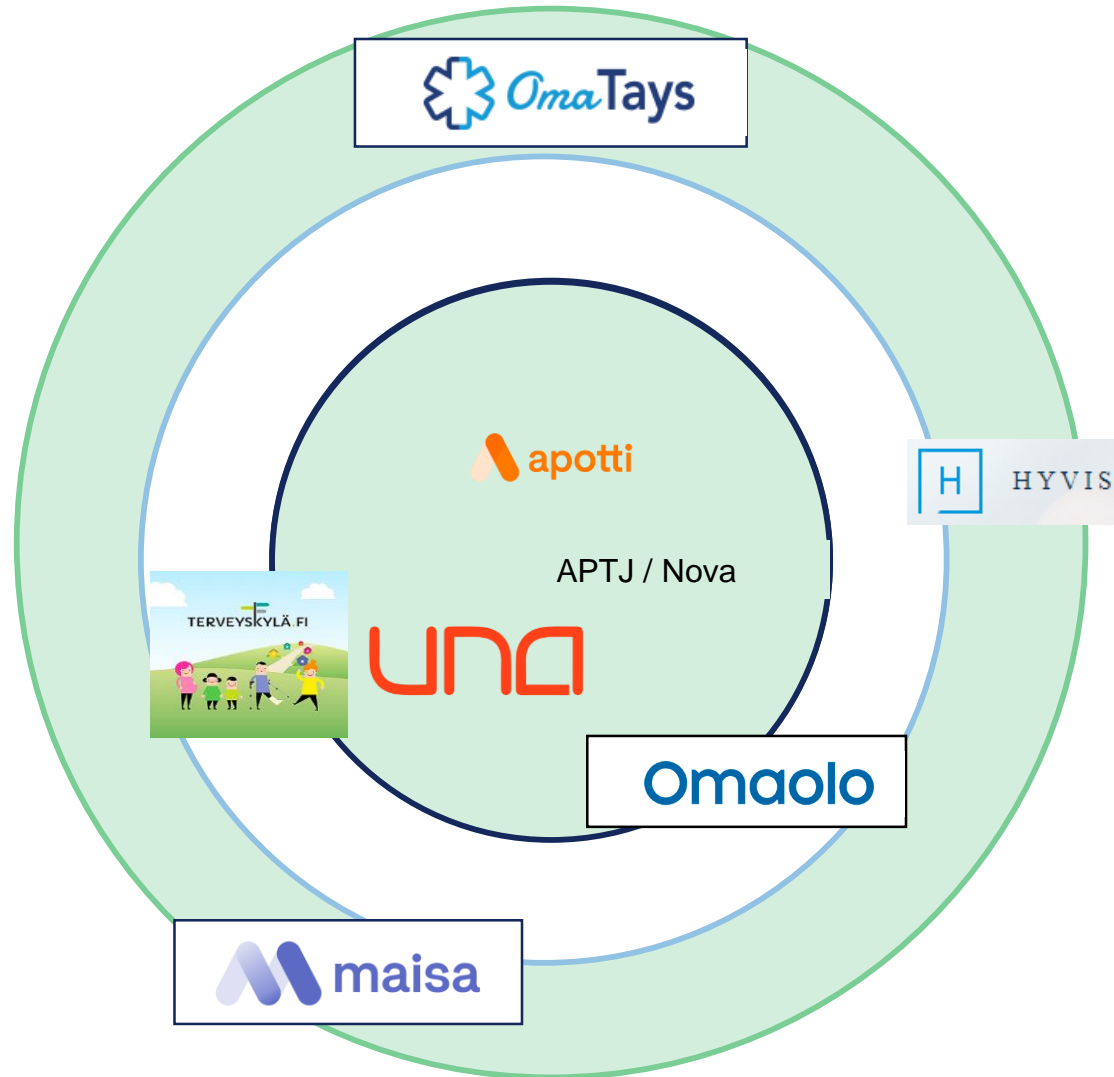 OmaTays
apotti
H HYVIS
APTJ / Nova
TERVEYSKYLÄ.FI
una
Omaolo
maisa